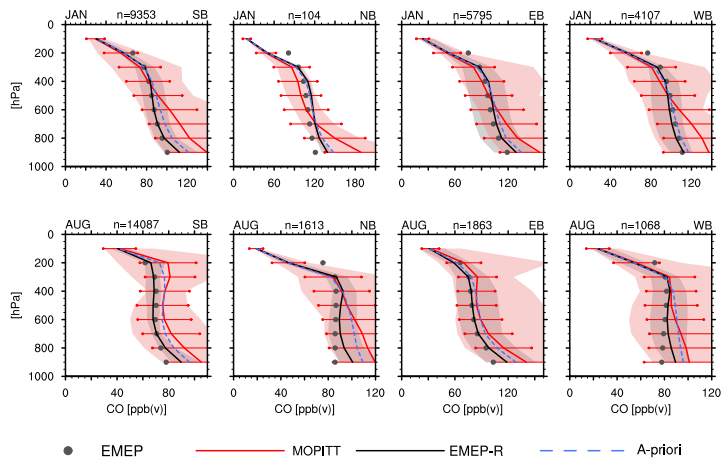 JAN n=9353 SB JAN n=104 NB JAN n=5795 EB JAN n=4107 WB
0
200
400
600
800
1000
[hPa]
0 40 80 120 0 60 120 180 0 60 120 0 40 80 120
AUG n=14087 SB AUG n=1613 NB AUG n=1863 EB AUG n=1068 WB
0
200
400
600
800
1000
[hPa]
0 40 80 0 40 80 120 0 40 80 120 0 40 80 120
CO [ppb(v)] CO [ppb(v)] CO [ppb(v)] CO [ppb(v)]
EMEP MOPITT EMEP-R A-priori